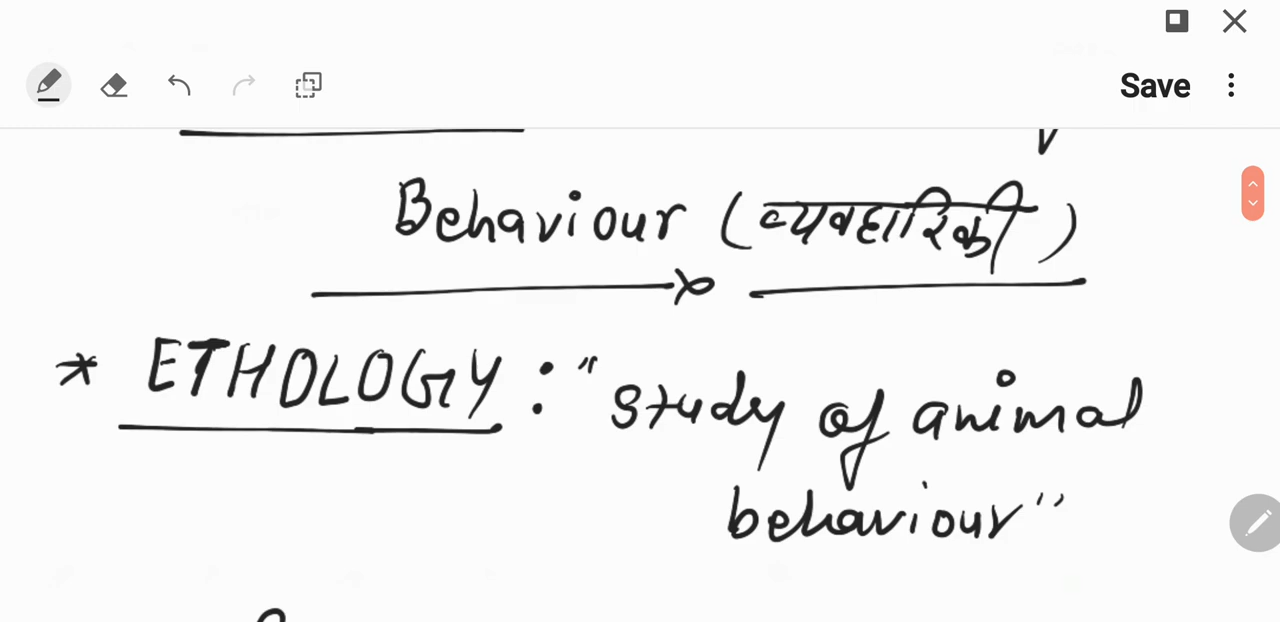 Save
Behaviour (व्यवहारिकी)
* ETHOLOGY : "study of animal
behaviour"